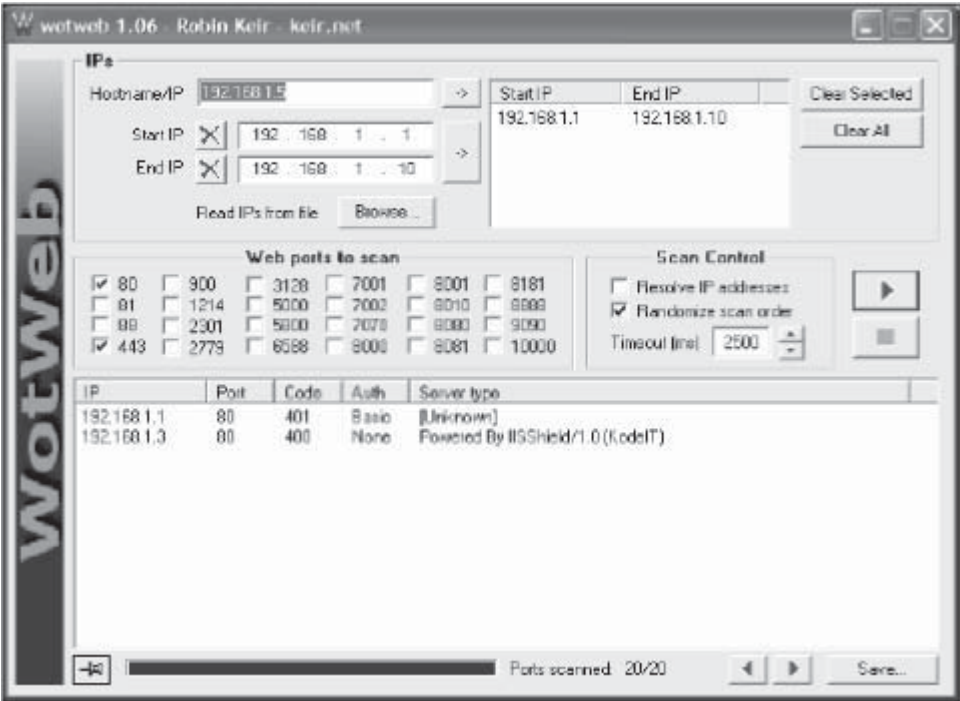 wotweb 1.06 - Robin Keir - keir.net
WotWeb
IPs
Hostname/IP 192.168.1.5 ->
Start IP 192 . 168 . 1 . 1
End IP 192 . 168 . 1 . 10 ->
Read IPs from file Browse...
Start IP End IP
192.168.1.1 192.168.1.10
Clear Selected
Clear All
Web ports to scan
80 900 3128 7001 8001 8181
81 1214 5000 7002 8010 8888
88 2301 5800 7070 8080 9090
443 2779 6588 8000 8081 10000
Scan Control
Resolve IP addresses
Randomize scan order
Timeout (ms) 2500
IP Port Code Auth Server type
192.168.1.1 80 401 Basic [Unknown]
192.168.1.3 80 400 None Powered By IISShield/1.0 (KodeIT)
Ports scanned: 20/20
Save...